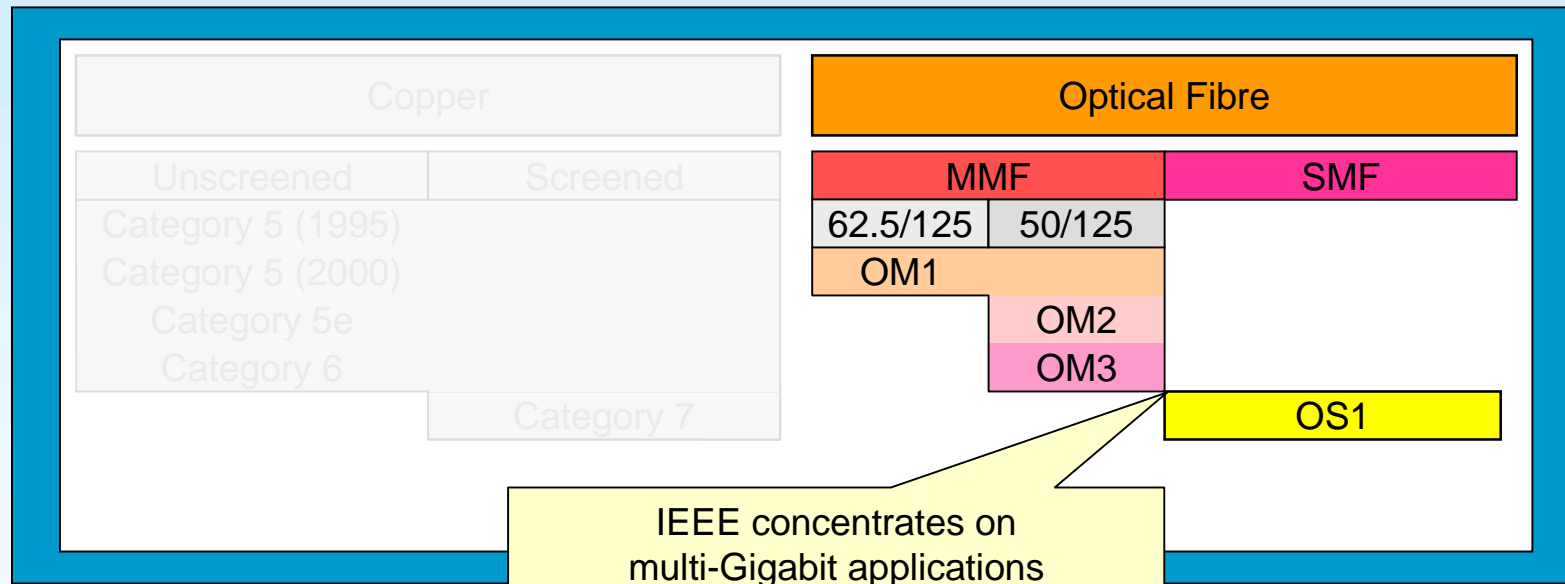 Copper
Optical Fibre
Unscreened Screened
MMF SMF
Category 5 (1995)
62.5/125 50/125
Category 5 (2000)
OM1
Category 5e
OM2
Category 6
OM3
Category 7
OS1
IEEE concentrates on
multi-Gigabit applications